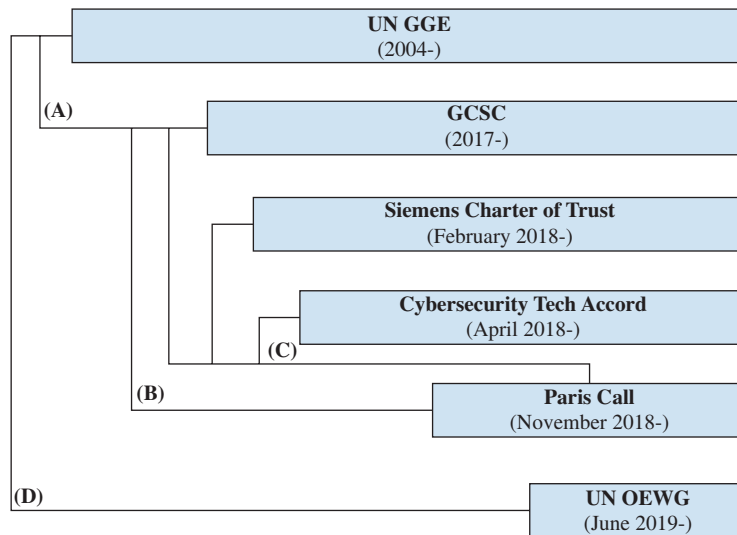 UN GGE
(2004-)
(A)
GCSC
(2017-)
Siemens Charter of Trust
(February 2018-)
Cybersecurity Tech Accord
(April 2018-)
(C)
(B)
Paris Call
(November 2018-)
(D)
UN OEWG
(June 2019-)